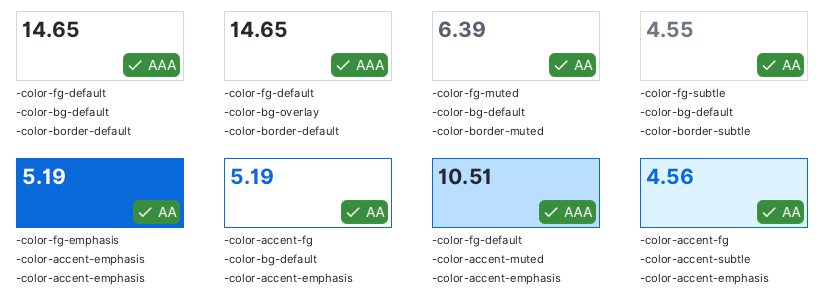 14.65
AAA
-color-fg-default
-color-bg-default
-color-border-default
14.65
AAA
-color-fg-default
-color-bg-overlay
-color-border-default
6.39
AA
-color-fg-muted
-color-bg-default
-color-border-muted
4.55
AA
-color-fg-subtle
-color-bg-default
-color-border-subtle
5.19
AA
-color-fg-emphasis
-color-accent-emphasis
-color-accent-emphasis
5.19
AA
-color-accent-fg
-color-bg-default
-color-accent-emphasis
10.51
AAA
-color-fg-default
-color-accent-muted
-color-accent-emphasis
4.56
AA
-color-accent-fg
-color-accent-subtle
-color-accent-emphasis